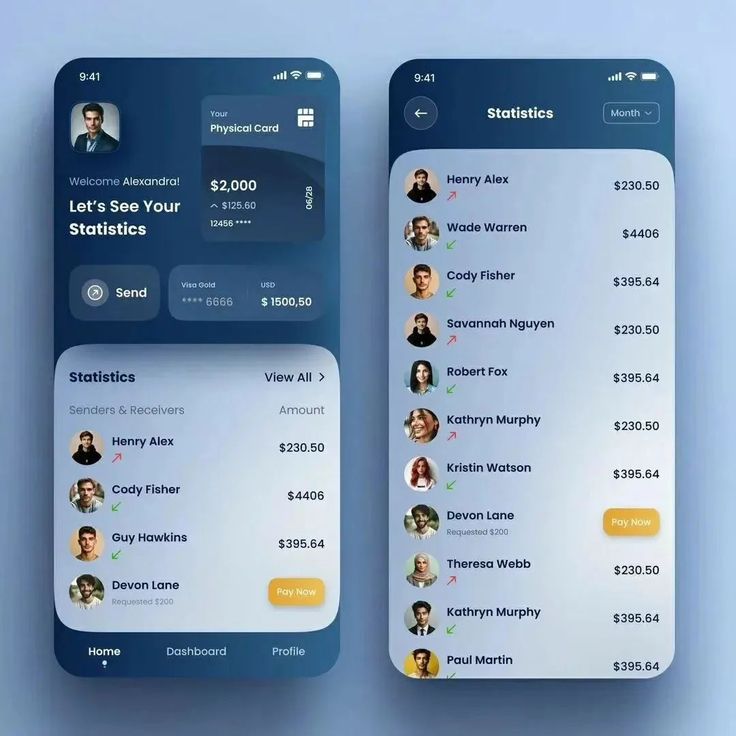 9:41
Your
Physical Card
$2,000
$125.60
12456 ****
06/28
Welcome Alexandra!
Let's See Your
Statistics
Send
Visa Gold
**** 6666
USD
$ 1500,50
Statistics
View All
Senders & Receivers
Amount
Henry Alex
$230.50
Cody Fisher
$4406
Guy Hawkins
$395.64
Devon Lane
Requested $200
Pay Now
Home
Dashboard
Profile
9:41
Statistics
Month
Henry Alex
$230.50
Wade Warren
$4406
Cody Fisher
$395.64
Savannah Nguyen
$230.50
Robert Fox
$395.64
Kathryn Murphy
$230.50
Kristin Watson
$395.64
Devon Lane
Requested $200
Pay Now
Theresa Webb
$230.50
Kathryn Murphy
$395.64
Paul Martin
$395.64